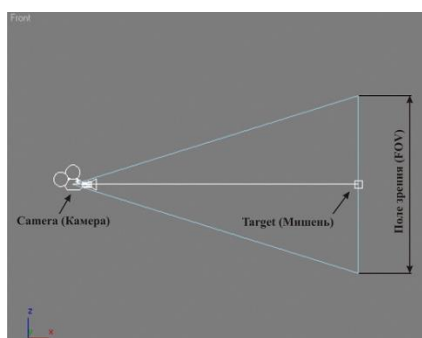 Front
Camera (Камера)
Target (Мишень)
Поле зрения (FOV)
z
y
x